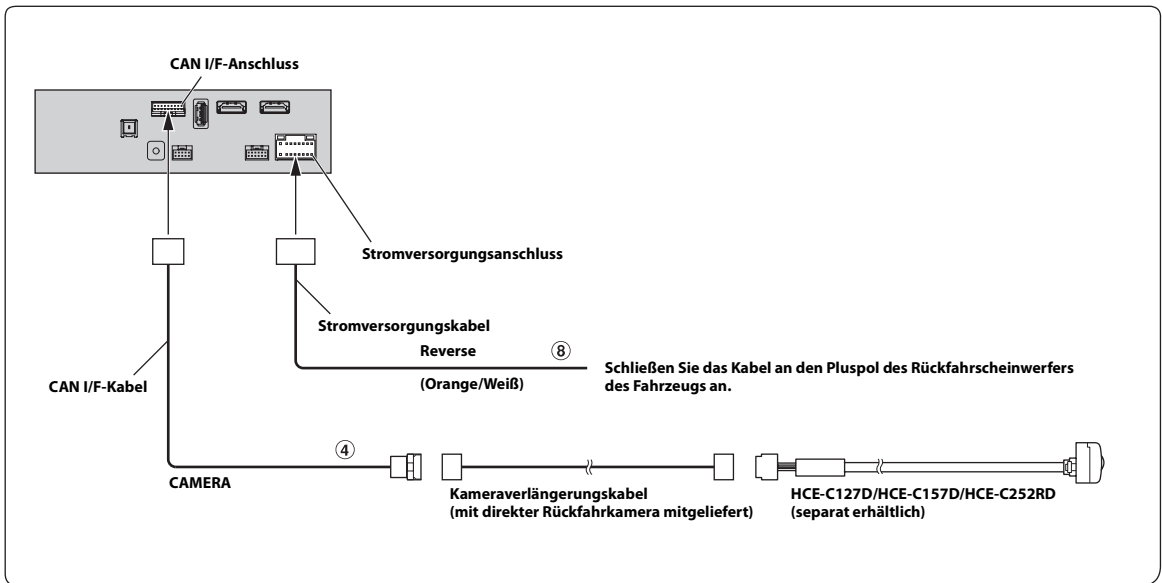 CAN I/F-Anschluss
Stromversorgungsanschluss
Stromversorgungskabel
Reverse
⑧
(Orange/Weiß)
Schließen Sie das Kabel an den Pluspol des Rückfahrscheinwerfers
des Fahrzeugs an.
CAN I/F-Kabel
④
CAMERA
Kameraverlängerungskabel
(mit direkter Rückfahrkamera mitgeliefert)
HCE-C127D/HCE-C157D/HCE-C252RD
(separat erhältlich)